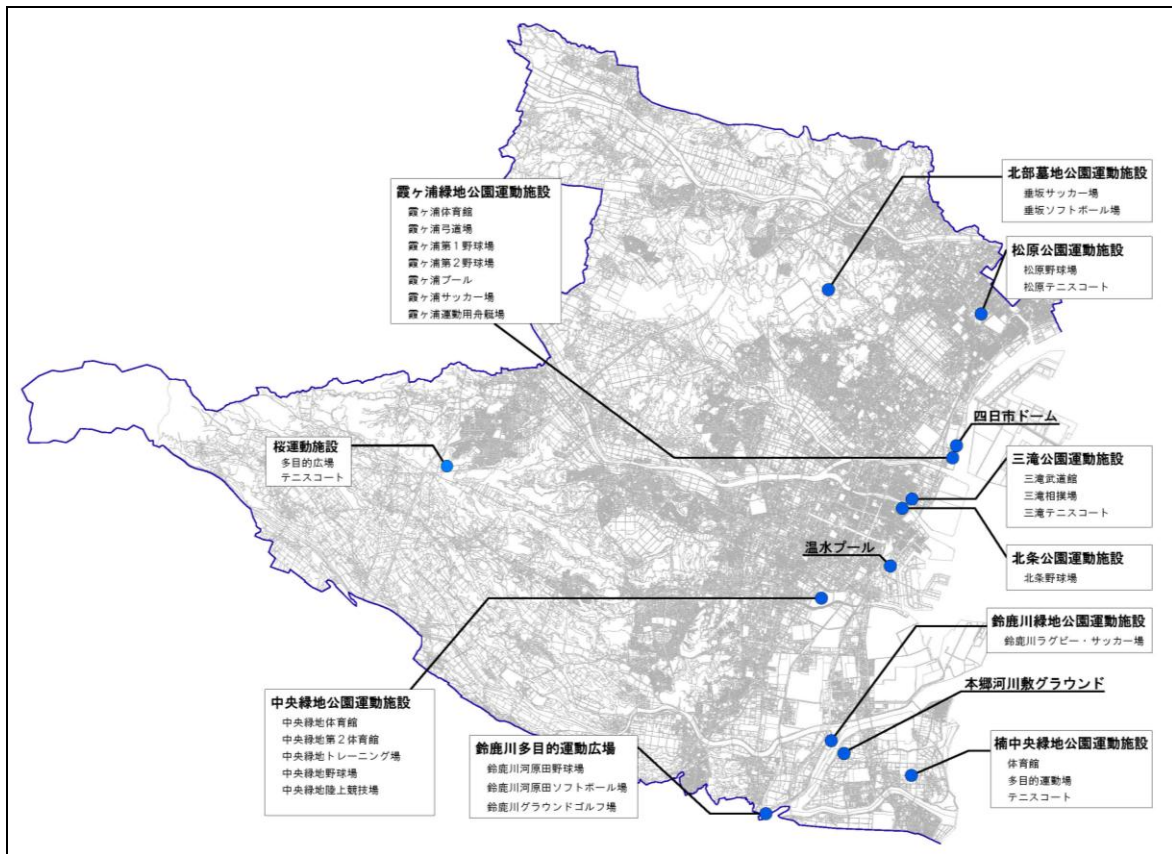 北部墓地公園運動施設
垂坂サッカー場
垂坂ソフトボール場
霞ヶ浦緑地公園運動施設
霞ヶ浦体育館
霞ヶ浦弓道場
霞ヶ浦第1野球場
霞ヶ浦第2野球場
霞ヶ浦プール
霞ヶ浦サッカー場
霞ヶ浦運動用舟艇場
松原公園運動施設
松原野球場
松原テニスコート
四日市ドーム
桜運動施設
多目的広場
テニスコート
三滝公園運動施設
三滝武道館
三滝相撲場
三滝テニスコート
温水プール
北条公園運動施設
北条野球場
鈴鹿川緑地公園運動施設
鈴鹿川ラグビー・サッカー場
本郷河川敷グラウンド
中央緑地公園運動施設
中央緑地体育館
中央緑地第2体育館
中央緑地トレーニング場
中央緑地野球場
中央緑地陸上競技場
鈴鹿川多目的運動広場
鈴鹿川河原田野球場
鈴鹿川河原田ソフトボール場
鈴鹿川グラウンドゴルフ場
楠中央緑地公園運動施設
体育館
多目的運動場
テニスコート